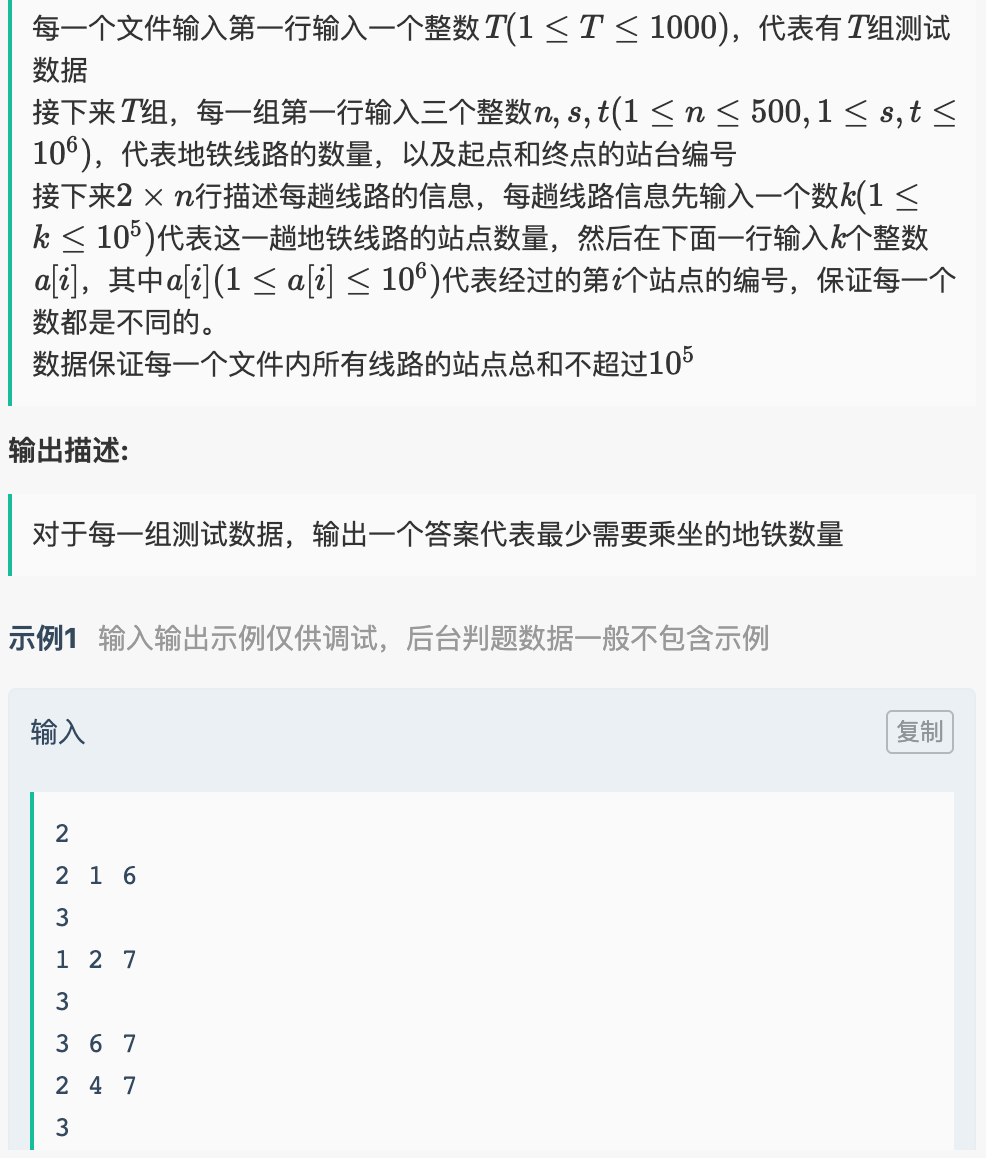 每一个文件输入第一行输入一个整数T(1 ≤ T ≤ 1000)，代表有T组测试
数据
接下来T组，每一组第一行输入三个整数n, s, t(1 ≤ n ≤ 500, 1 ≤ s, t ≤
10^6)，代表地铁线路的数量，以及起点和终点的站台编号
接下来2 × n行描述每趟线路的信息，每趟线路信息先输入一个数k(1 ≤
k ≤ 10^5)代表这一趟地铁线路的站点数量，然后在下面一行输入k个整数
a[i]，其中a[i](1 ≤ a[i] ≤ 10^6)代表经过的第i个站点的编号，保证每一个
数都是不同的。
数据保证每一个文件内所有线路的站点总和不超过10^5
输出描述:
对于每一组测试数据，输出一个答案代表最少需要乘坐的地铁数量
示例1 输入输出示例仅供调试，后台判题数据一般不包含示例
输入 复制
2
2 1 6
3
1 2 7
3
3 6 7
2 4 7
3